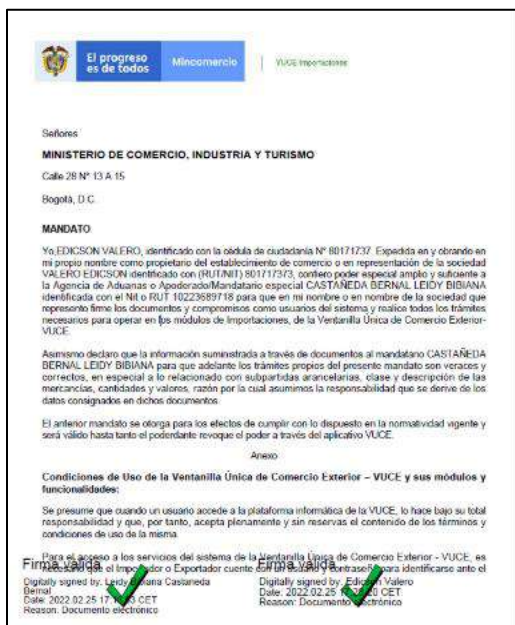 El progreso
es de todos
Mincomercio
VUCE Importaciones
Señores
MINISTERIO DE COMERCIO, INDUSTRIA Y TURISMO
Calle 28 N° 13 A 15
Bogotá, D.C.
MANDATO
Yo,EDICSON VALERO, identificado con la cédula de ciudadanía N° 80171737. Expedida en y obrando en
mi propio nombre como propietario del establecimiento de comercio o en representación de la sociedad
VALERO EDICSON identificado con (RUT/NIT) 801717373, confiero poder especial amplio y suficiente a
la Agencia de Aduanas o Apoderado/Mandatario especial CASTAÑEDA BERNAL LEIDY BIBIANA
identificada con el Nit o RUT 10223689718 para que en mi nombre o en nombre de la sociedad que
represento firme los documentos y compromisos como usuarios del sistema y realice todos los trámites
necesarios para operar en los módulos de Importaciones, de la Ventanilla Única de Comercio Exterior-
VUCE.
Asimismo declaro que la información suministrada a través de documentos al mandatario CASTAÑEDA
BERNAL LEIDY BIBIANA para que adelante los trámites propios del presente mandato son veraces y
correctos, en especial a lo relacionado con subpartidas arancelarias, clase y descripción de las
mercancías, cantidades y valores, razón por la cual asumimos la responsabilidad que se derive de los
datos consignados en dichos documentos.
El anterior mandato se otorga para los efectos de cumplir con lo dispuesto en la normatividad vigente y
será válido hasta tanto el poderdante revoque el poder a través del aplicativo VUCE.
Anexo
Condiciones de Uso de la Ventanilla Única de Comercio Exterior – VUCE y sus módulos y
funcionalidades:
Se presume que cuando un usuario accede a la plataforma informática de la VUCE, lo hace bajo su total
responsabilidad y que, por tanto, acepta plenamente y sin reservas el contenido de los términos y
condiciones de uso de la misma.
Para el acceso a los servicios del sistema de la Ventanilla Única de Comercio Exterior - VUCE, es
que el Importador o Exportador cuente con un usuario y contraseña para identificarse ante el
Firma válida
Digitally signed by: Leidy Bibiana Castaneda
Bernal
Date: 2022.02.25 CET
Reason: Documento electrónico
Firma válida
Digitally signed by: Edicson Valero
Date: 2022.02.25 CET
Reason: Documento electrónico